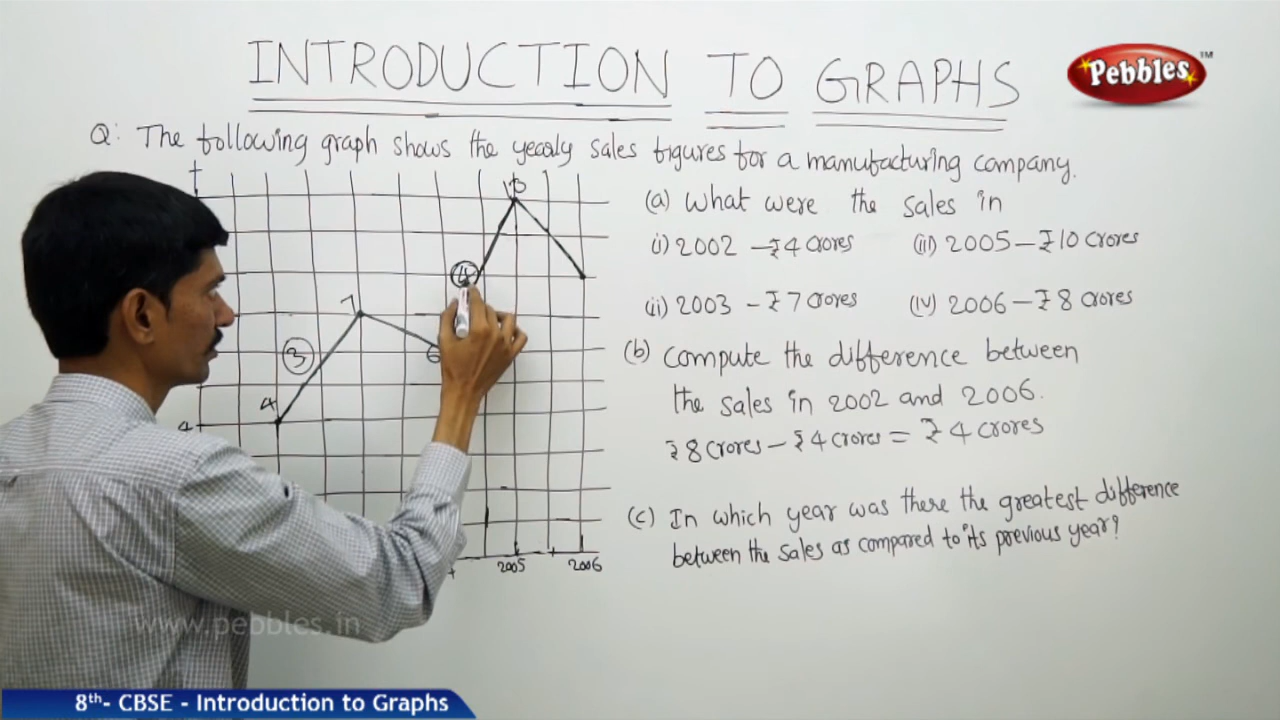 INTRODUCTION TO GRAPHS
Pebbles™
Q: The following graph shows the yearly sales figures for a manufacturing company.
(a) What were the sales in
i) 2002 – ₹4 Crores (iii) 2005 – ₹10 Crores
(ii) 2003 – ₹7 Crores (iv) 2006 – ₹8 Crores
(b) Compute the difference between
the sales in 2002 and 2006.
₹8 Crores – ₹4 Crores = ₹4 Crores
(c) In which year was there the greatest difference
between the sales as compared to its previous year?
10
4
7
3
6
4
4
2005 2006
www.pebbles.in
8th- CBSE - Introduction to Graphs